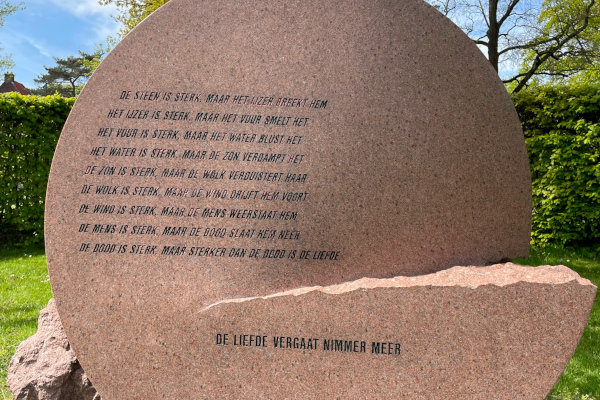 DE STEEN IS STERK, MAAR HET IJZER BREEKT HEM
HET IJZER IS STERK, MAAR HET VUUR SMELT HET
HET VUUR IS STERK, MAAR HET WATER BLUST HET
HET WATER IS STERK, MAAR DE ZON VERDAMPT HET
DE ZON IS STERK, MAAR DE WOLK VERDUISTERT HAAR
DE WOLK IS STERK, MAAR DE WIND DRIJFT HEM VOORT
DE WIND IS STERK, MAAR DE MENS WEERSTAAT HEM
DE MENS IS STERK, MAAR DE DOOD SLAAT HEM NEER
DE DOOD IS STERK, MAAR STERKER DAN DE DOOD IS DE LIEFDE
DE LIEFDE VERGAAT NIMMER MEER